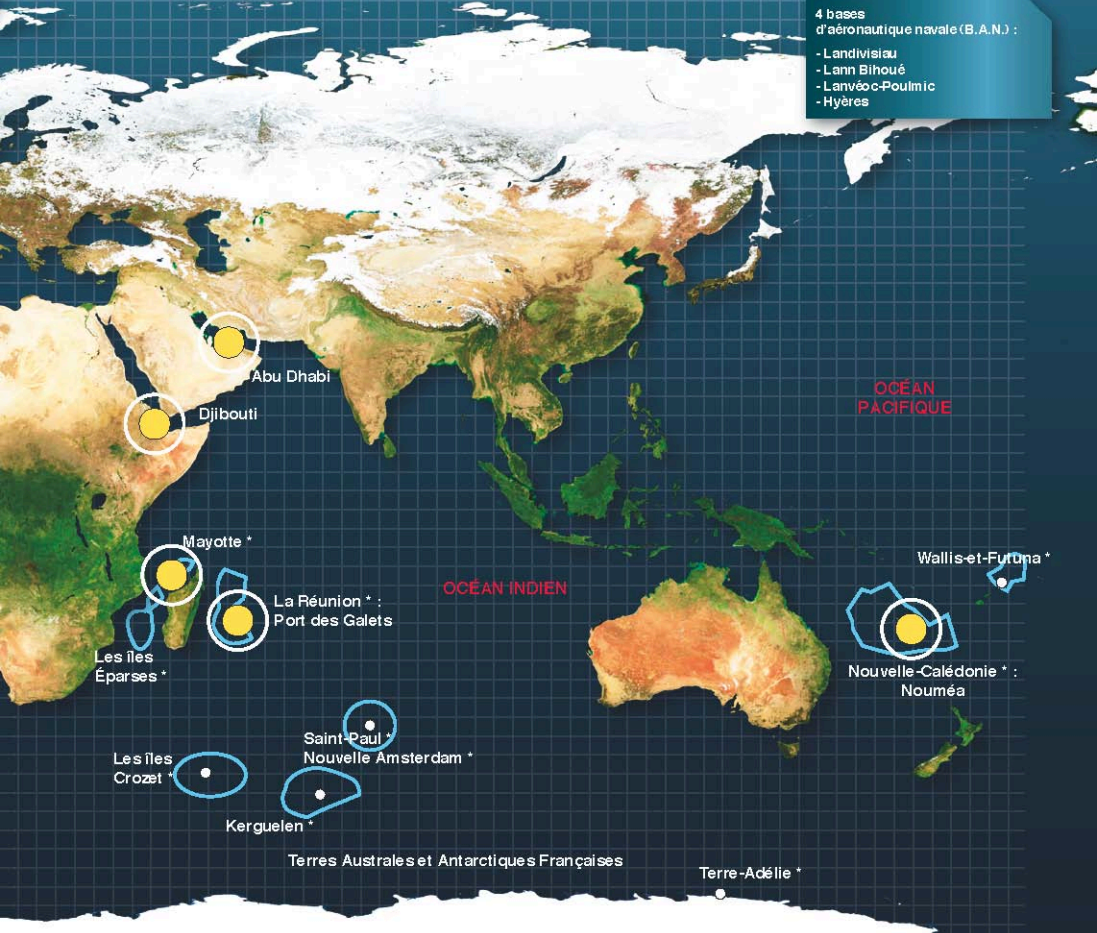 4 bases
d'aéronautique navale (B.A.N.) :
- Landivisiau
- Lann Bihoué
- Lanvéoc-Poulmic
- Hyères
Abu Dhabi
OCÉAN
PACIFIQUE
Djibouti
Mayotte *
Wallis-et-Futuna *
OCÉAN INDIEN
La Réunion * :
Port des Galets
Les îles
Éparses *
Nouvelle-Calédonie * :
Nouméa
Saint-Paul *
Nouvelle Amsterdam *
Les îles
Crozet *
Kerguelen *
Terres Australes et Antarctiques Françaises
Terre-Adélie *